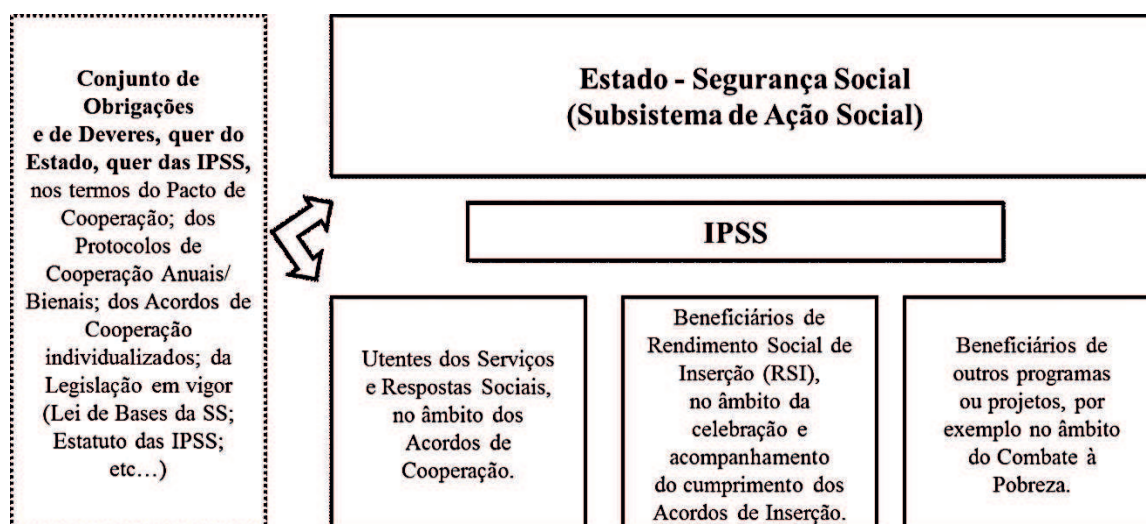 Conjunto de
Obrigações
e de Deveres, quer do
Estado, quer das IPSS,
nos termos do Pacto de
Cooperação; dos
Protocolos de
Cooperação Anuais/
Bienais; dos Acordos de
Cooperação
individualizados; da
Legislação em vigor
(Lei de Bases da SS;
Estatuto das IPSS;
etc…)
Estado - Segurança Social
(Subsistema de Ação Social)
IPSS
Utentes dos Serviços
e Respostas Sociais,
no âmbito dos
Acordos de
Cooperação.
Beneficiários de
Rendimento Social de
Inserção (RSI),
no âmbito da
celebração e
acompanhamento
do cumprimento dos
Acordos de Inserção.
Beneficiários de
outros programas
ou projetos, por
exemplo no âmbito
do Combate à
Pobreza.